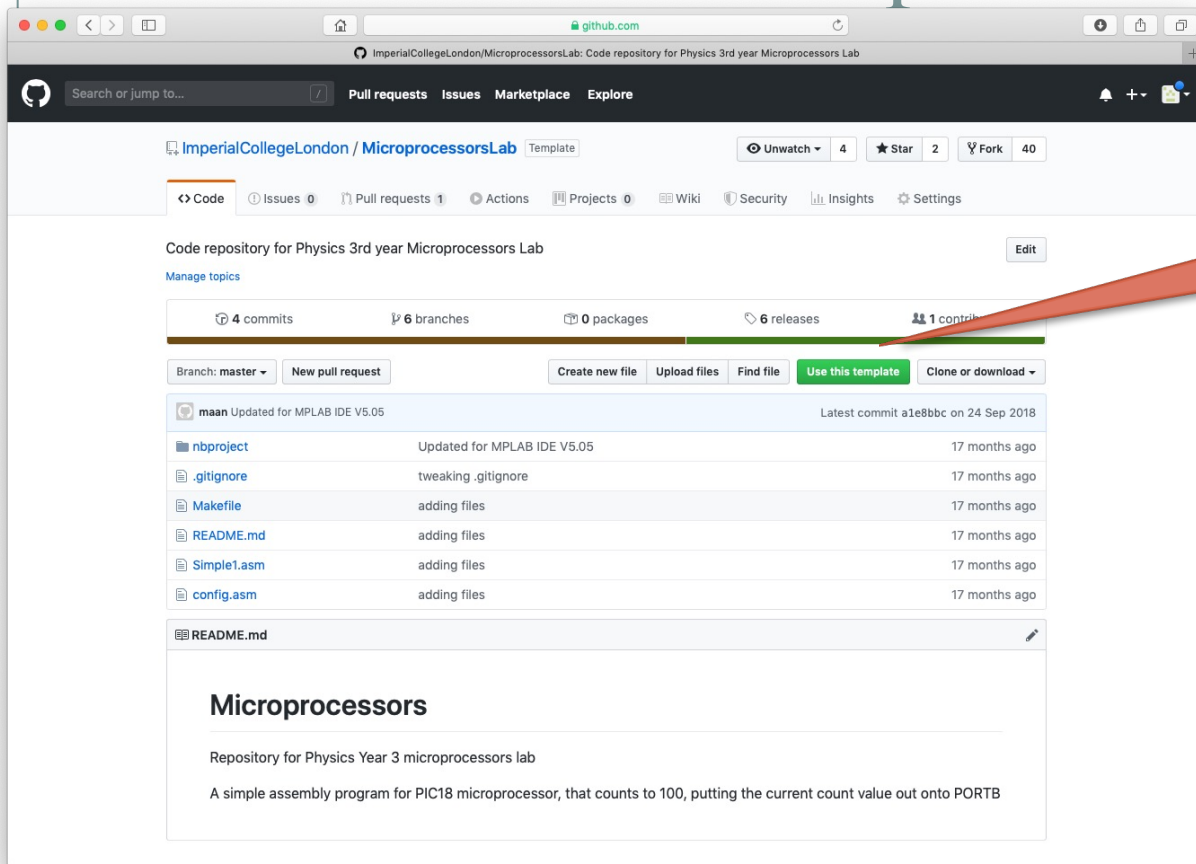 github.com
ImperialCollegeLondon/MicroprocessorsLab: Code repository for Physics 3rd year Microprocessors Lab
Search or jump to... / Pull requests Issues Marketplace Explore
ImperialCollegeLondon / MicroprocessorsLab Template Unwatch 4 Star 2 Fork 40
Code Issues 0 Pull requests 1 Actions Projects 0 Wiki Security Insights Settings
Code repository for Physics 3rd year Microprocessors Lab Edit
Manage topics
4 commits 6 branches 0 packages 6 releases 1
Branch: master New pull request Create new file Upload files Find file Use this template Clone or download
maan Updated for MPLAB IDE V5.05 Latest commit a1e8bbc on 24 Sep 2018
nbproject Updated for MPLAB IDE V5.05 17 months ago
.gitignore tweaking .gitignore 17 months ago
Makefile adding files 17 months ago
README.md adding files 17 months ago
Simple1.asm adding files 17 months ago
config.asm adding files 17 months ago
README.md
Microprocessors
Repository for Physics Year 3 microprocessors lab
A simple assembly program for PIC18 microprocessor, that counts to 100, putting the current count value out onto PORTB